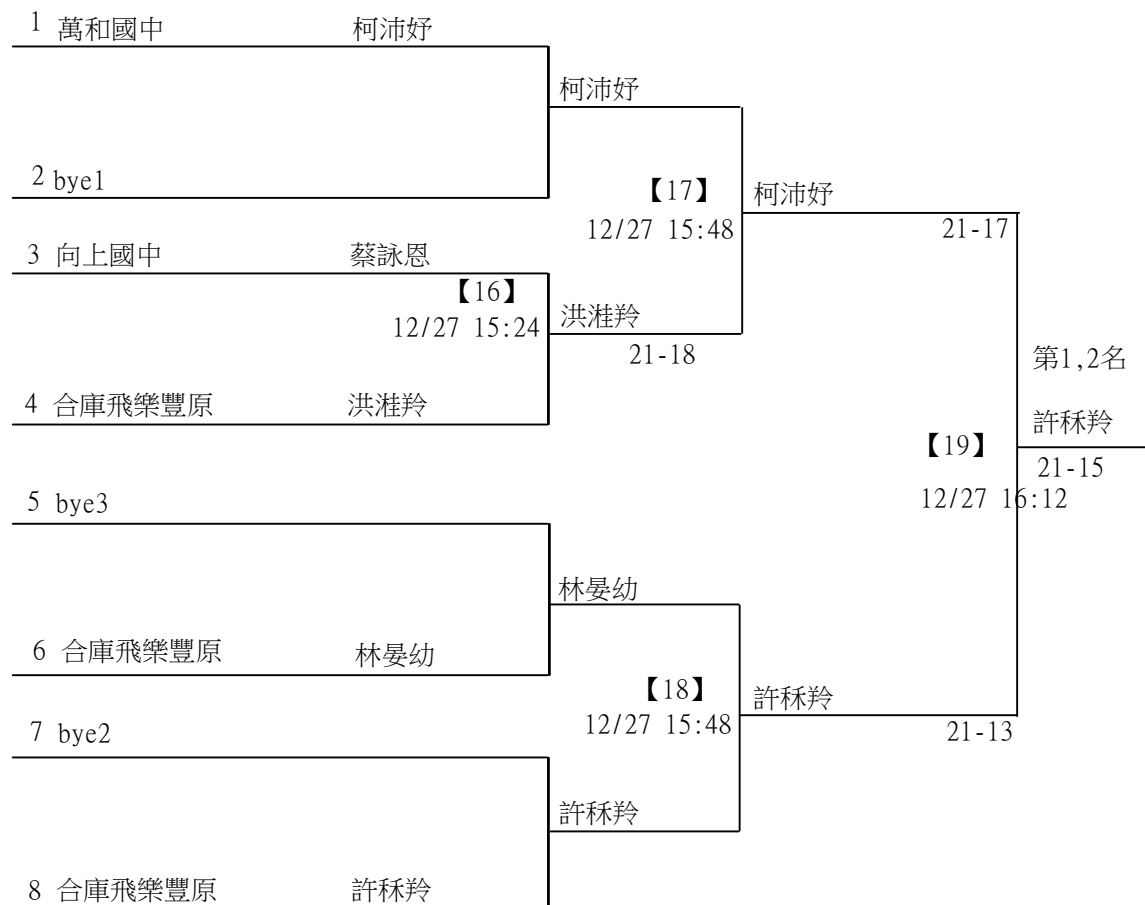 1 萬和國中 柯沛妤
柯沛妤
2 bye1
【17】
柯沛妤
12/27 15:48
21-17
3 向上國中 蔡詠恩
【16】
12/27 15:24
洪溎羚
21-18
第1,2名
4 合庫飛樂豐原 洪溎羚
許秝羚
【19】
21-15
12/27 16:12
5 bye3
林晏幼
6 合庫飛樂豐原 林晏幼
【18】
許秝羚
12/27 15:48
21-13
7 bye2
許秝羚
8 合庫飛樂豐原 許秝羚